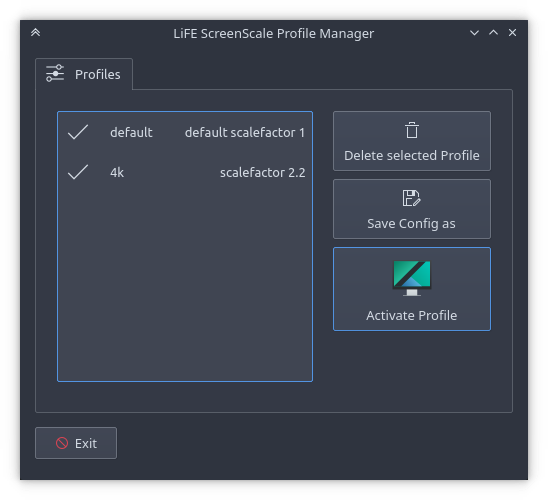 LiFE ScreenScale Profile Manager
Profiles
default default scalefactor 1
4k scalefactor 2.2
Delete selected Profile
Save Config as
Activate Profile
Exit